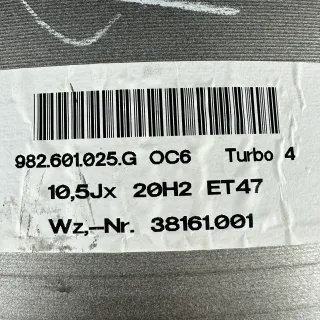 982.601.025.G OC6 Turbo 4
10,5Jx 20H2 ET47
Wz,-Nr. 38161.001